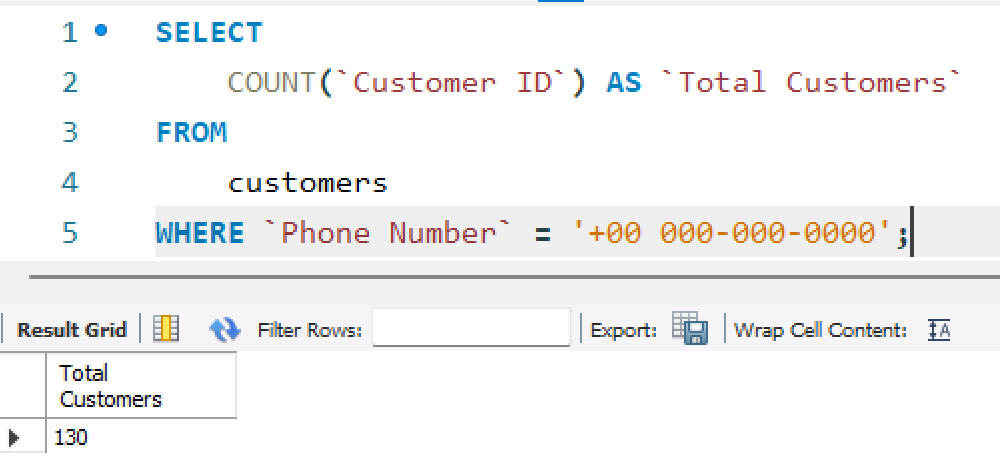 1 SELECT
2 COUNT(`Customer ID`) AS `Total Customers`
3 FROM
4 customers
5 WHERE `Phone Number` = '+00 000-000-0000';
Result Grid Filter Rows: Export: Wrap Cell Content: IA
Total
Customers
130